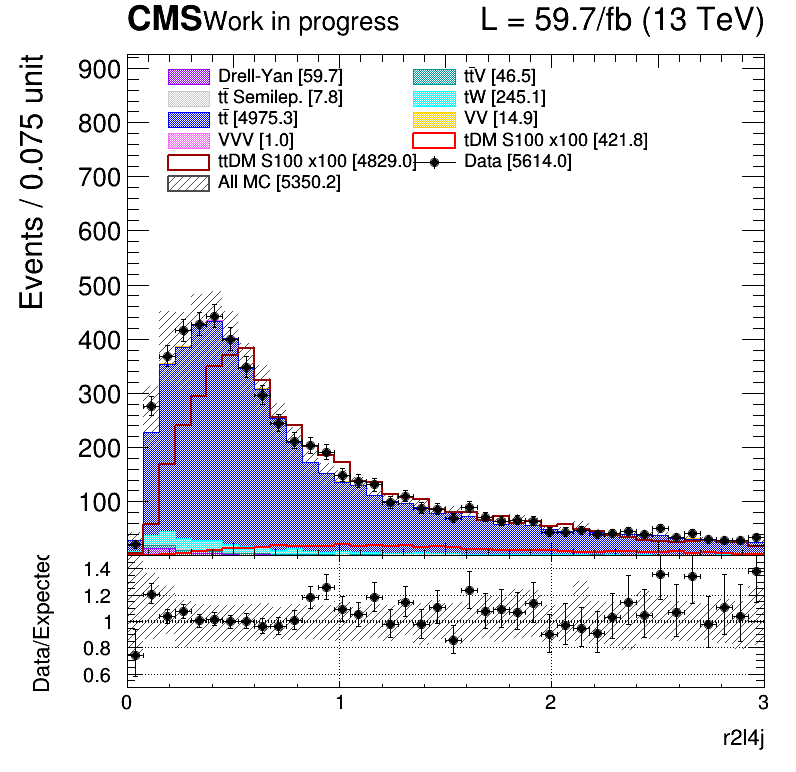 CMS Work in progress L = 59.7/fb (13 TeV)
Events / 0.075 unit
900
800
700
600
500
400
300
200
100
Drell-Yan [59.7]
tt̄V [46.5]
tt̄ Semilep. [7.8]
tW [245.1]
tt̄ [4975.3]
VV [14.9]
VVV [1.0]
tDM S100 x100 [421.8]
ttDM S100 x100 [4829.0]
Data [5614.0]
All MC [5350.2]
Data/Expected
1.4
1.2
1
0.8
0.6
0 1 2 3
r2l4j